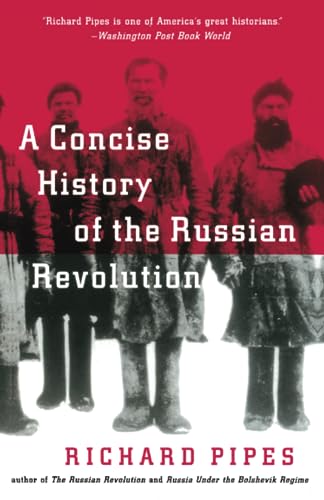 "Richard Pipes is one of America's great historians."
—Washington Post Book World
A Concise
History
of the Russian
Revolution
RICHARD PIPES
author of The Russian Revolution and Russia Under the Bolshevik Regime